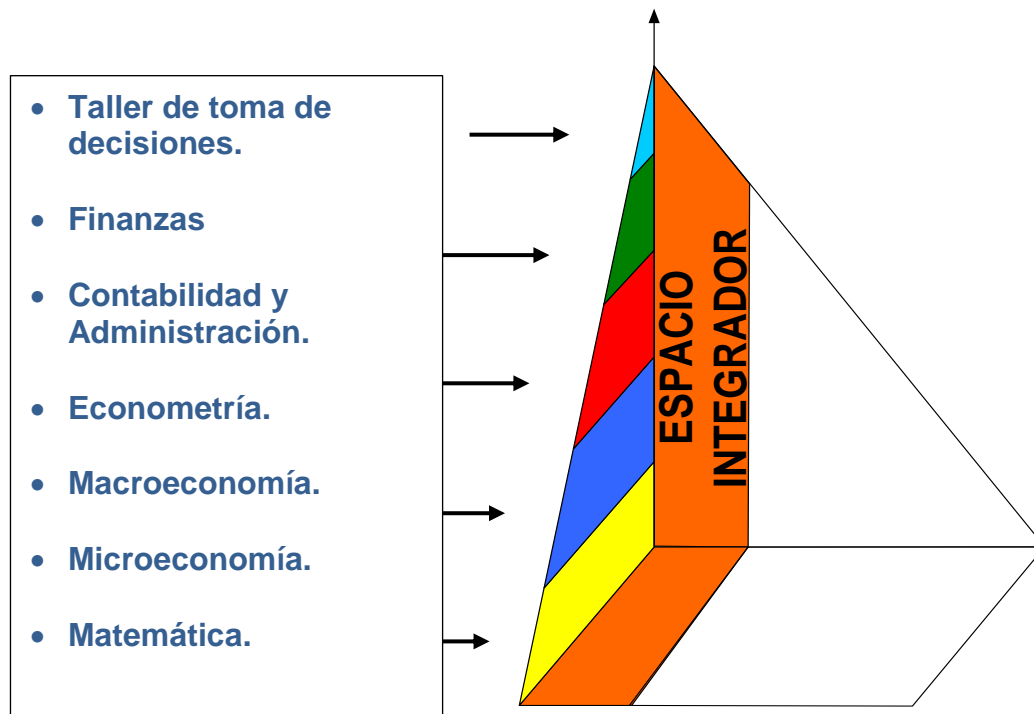 • Taller de toma de
decisiones.
• Finanzas
• Contabilidad y
Administración.
• Econometría.
• Macroeconomía.
• Microeconomía.
• Matemática.
ESPACIO
INTEGRADOR